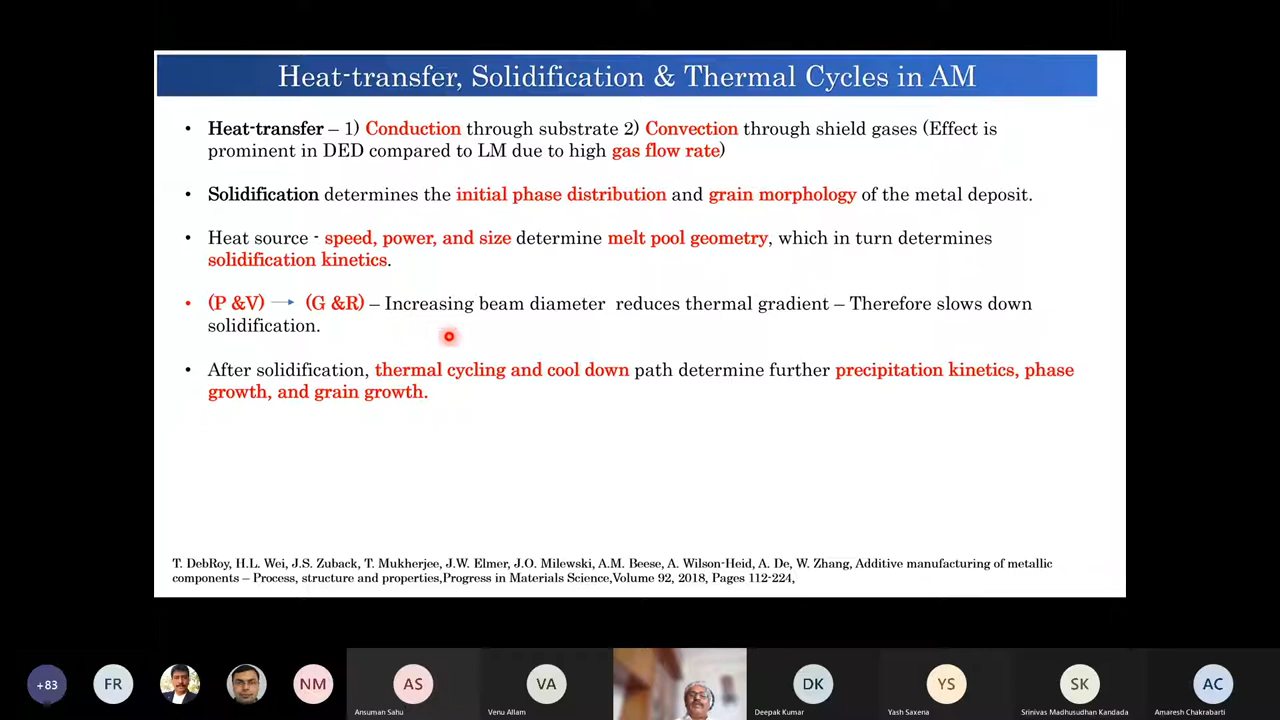 Heat-transfer, Solidification & Thermal Cycles in AM
• Heat-transfer – 1) Conduction through substrate 2) Convection through shield gases (Effect is
prominent in DED compared to LM due to high gas flow rate)
• Solidification determines the initial phase distribution and grain morphology of the metal deposit.
• Heat source - speed, power, and size determine melt pool geometry, which in turn determines
solidification kinetics.
• (P &V) → (G &R) – Increasing beam diameter reduces thermal gradient – Therefore slows down
solidification.
• After solidification, thermal cycling and cool down path determine further precipitation kinetics, phase
growth, and grain growth.
T. DebRoy, H.L. Wei, J.S. Zuback, T. Mukherjee, J.W. Elmer, J.O. Milewski, A.M. Beese, A. Wilson-Heid, A. De, W. Zhang, Additive manufacturing of metallic
components – Process, structure and properties,Progress in Materials Science,Volume 92, 2018, Pages 112-224,
+83 FR NM AS VA DK YS SK AC
Ansuman Sahu Venu Allam Deepak Kumar Yash Saxena Srinivas Madhusudhan Kandada Amaresh Chakrabarti